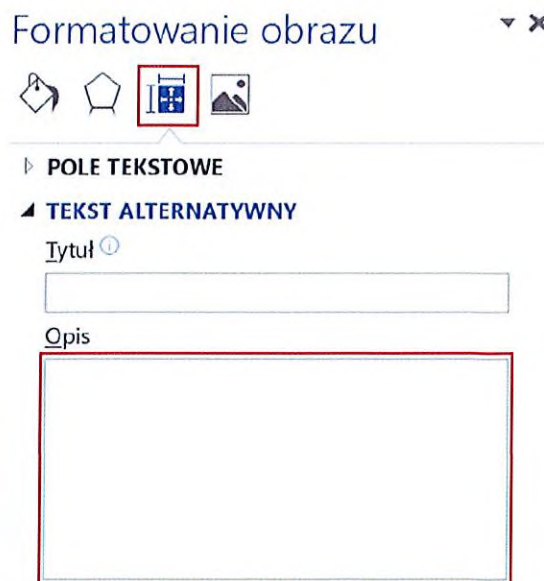 Formatowanie obrazu
POLE TEKSTOWE
TEKST ALTERNATYWNY
Tytuł
Opis